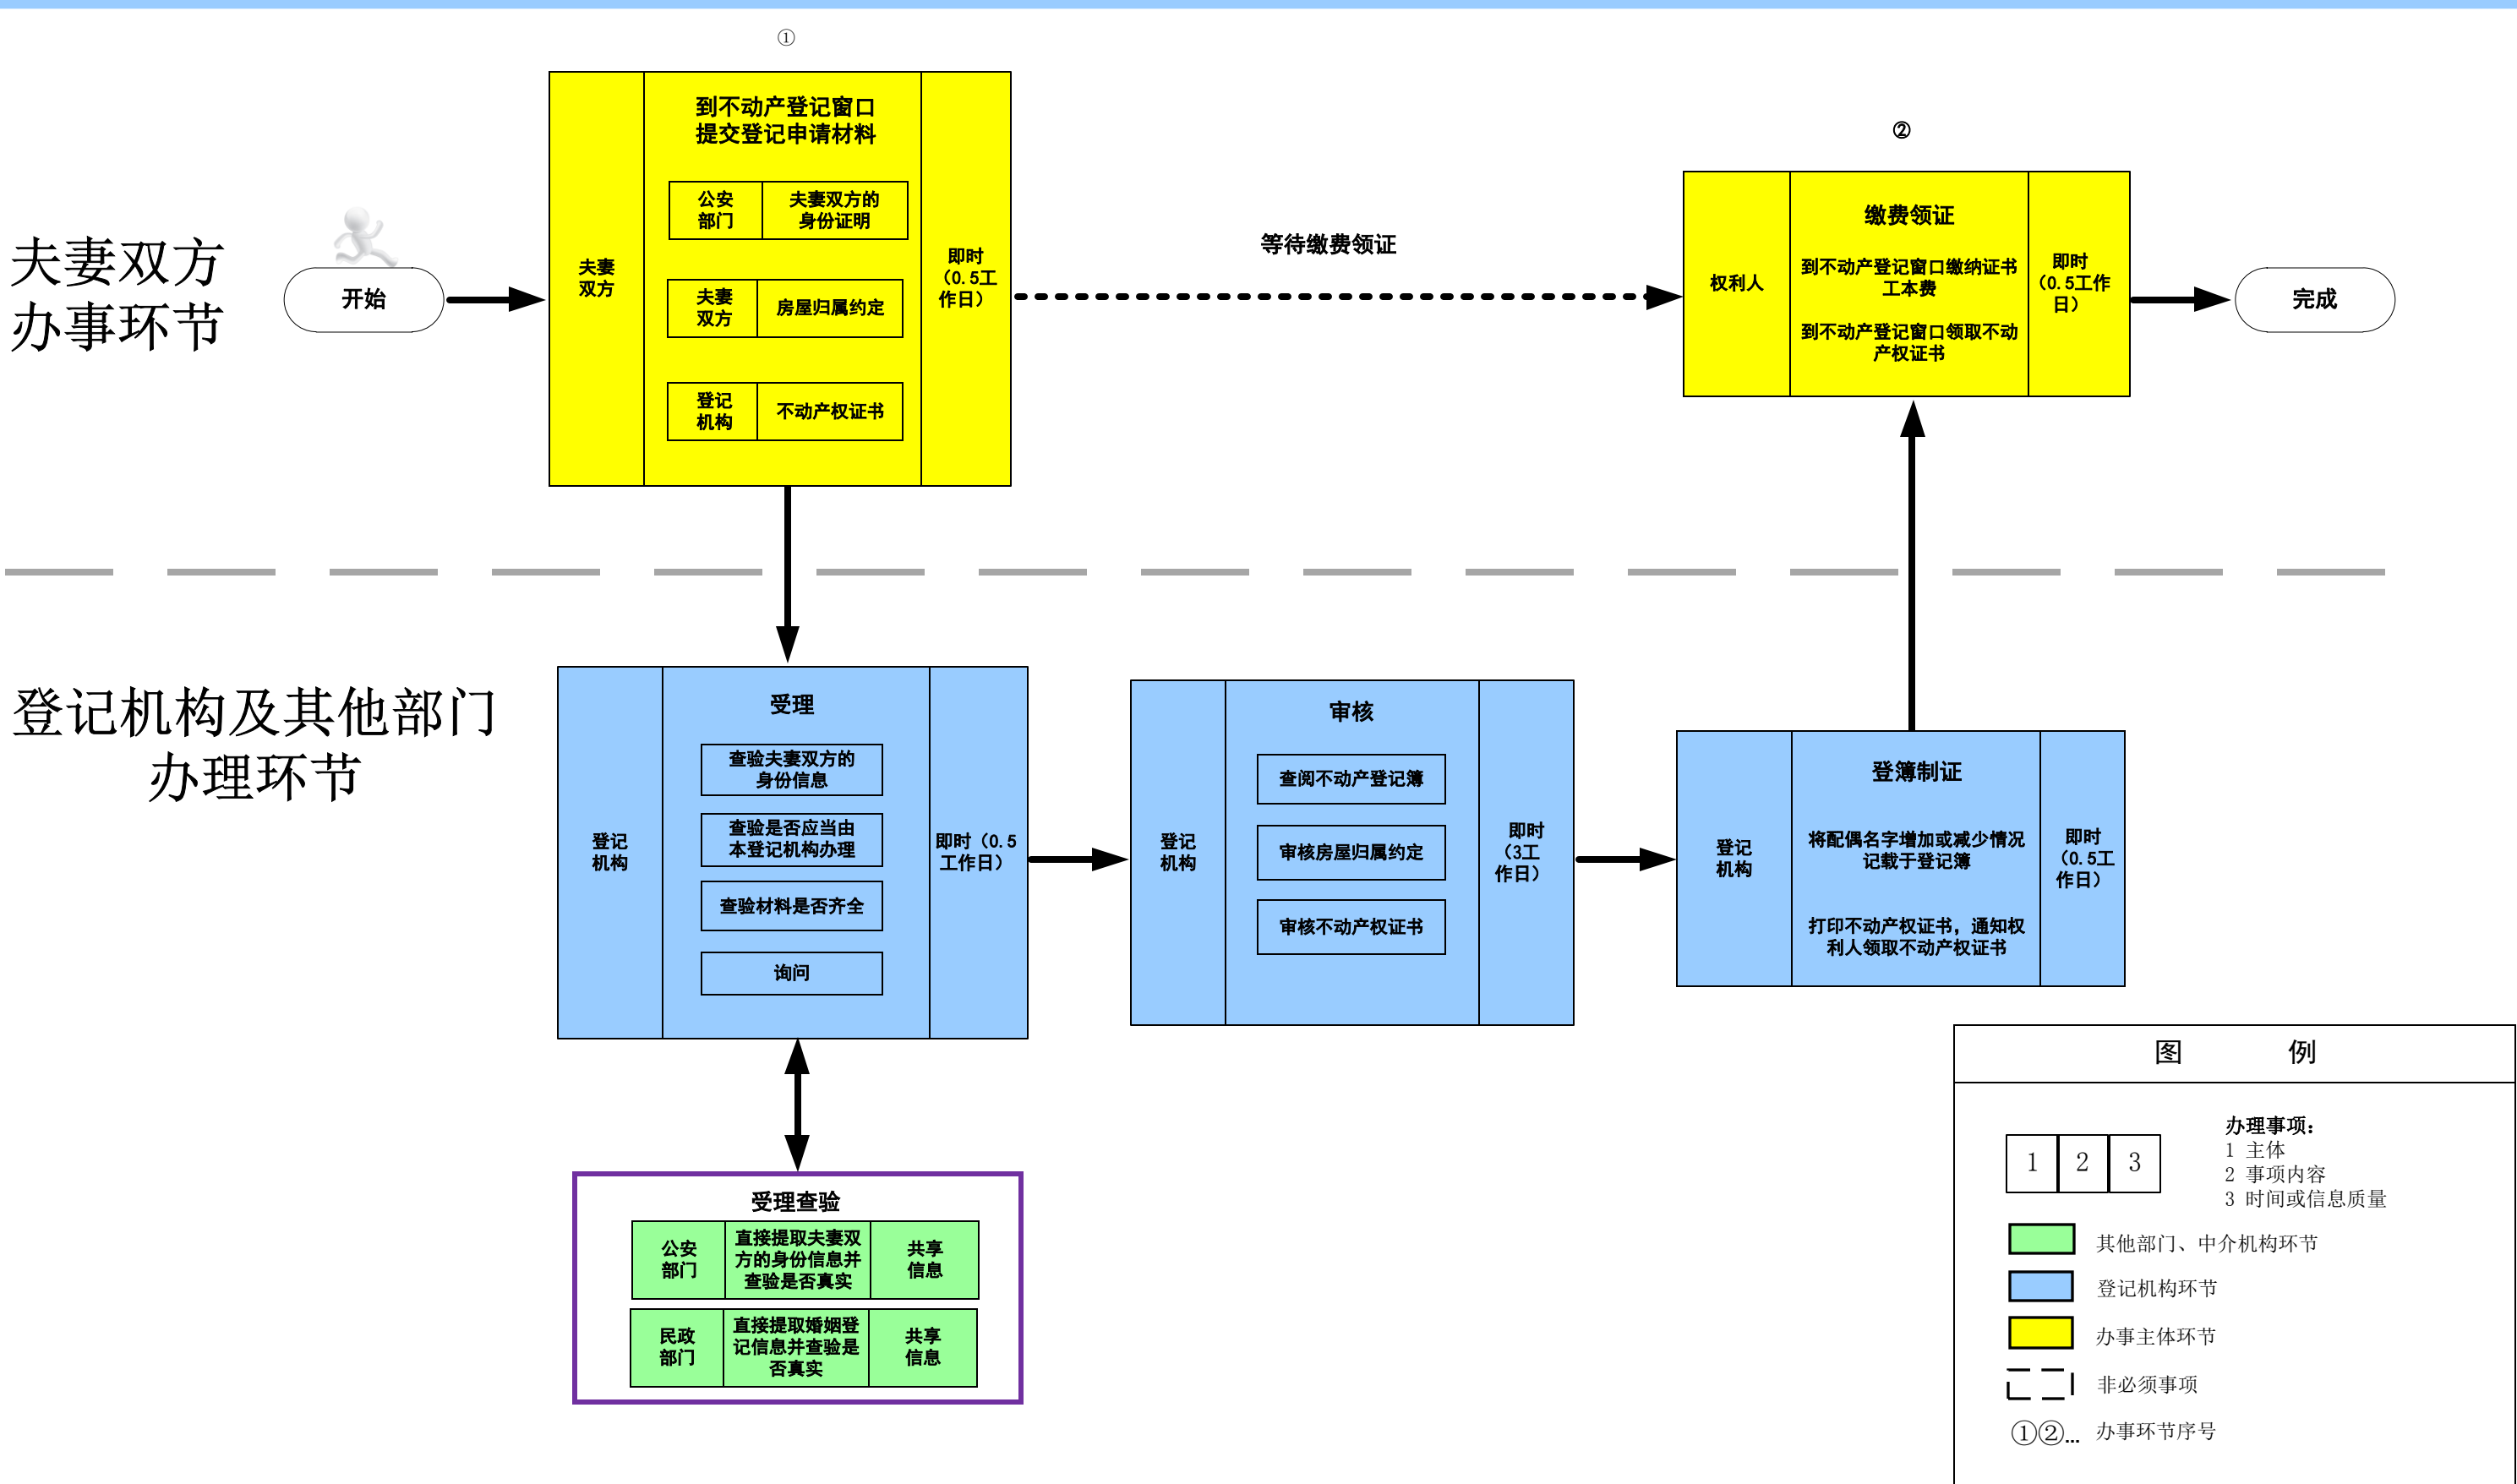 ①
到不动产登记窗口
提交登记申请材料
公安
部门
夫妻双方的
身份证明
夫妻
双方
房屋归属约定
登记
机构
不动产权证书
夫妻
双方
即时
（0.5工
作日）
夫妻双方
办事环节
开始
等待缴费领证
②
权利人
缴费领证
到不动产登记窗口缴纳证书
工本费
到不动产登记窗口领取不动
产权证书
即时
（0.5工作
日）
完成
登记机构及其他部门
办理环节
登记
机构
受理
查验夫妻双方的
身份信息
查验是否应当由
本登记机构办理
查验材料是否齐全
询问
即时（0.5
工作日）
登记
机构
审核
查阅不动产登记簿
审核房屋归属约定
审核不动产权证书
即时
（3工
作日）
登记
机构
登簿制证
将配偶名字增加或减少情况
记载于登记簿
打印不动产权证书，通知权
利人领取不动产权证书
即时
（0.5工
作日）
受理查验
公安
部门
直接提取夫妻双
方的身份信息并
查验是否真实
共享
信息
民政
部门
直接提取婚姻登
记信息并查验是
否真实
共享
信息
图 例
1 2 3
办理事项：
1 主体
2 事项内容
3 时间或信息质量
其他部门、中介机构环节
登记机构环节
办事主体环节
非必须事项
①②… 办事环节序号